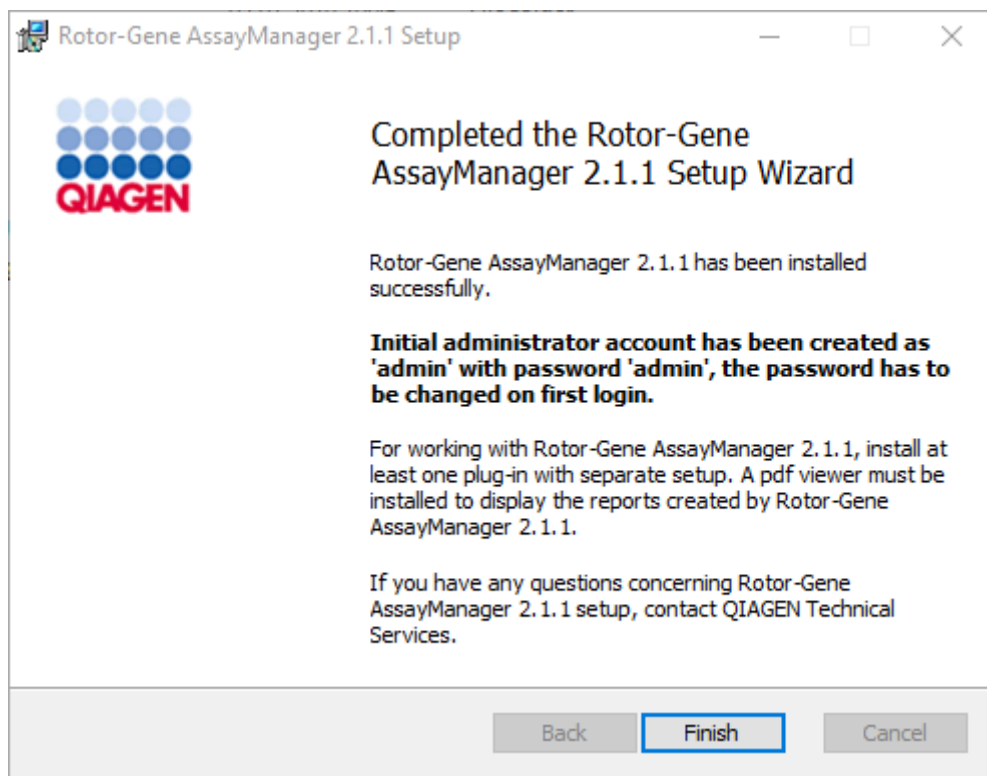 Rotor-Gene AssayManager 2.1.1 Setup
QIAGEN
Completed the Rotor-Gene
AssayManager 2.1.1 Setup Wizard
Rotor-Gene AssayManager 2.1.1 has been installed
successfully.
Initial administrator account has been created as
'admin' with password 'admin', the password has to
be changed on first login.
For working with Rotor-Gene AssayManager 2.1.1, install at
least one plug-in with separate setup. A pdf viewer must be
installed to display the reports created by Rotor-Gene
AssayManager 2.1.1.
If you have any questions concerning Rotor-Gene
AssayManager 2.1.1 setup, contact QIAGEN Technical
Services.
Back
Finish
Cancel